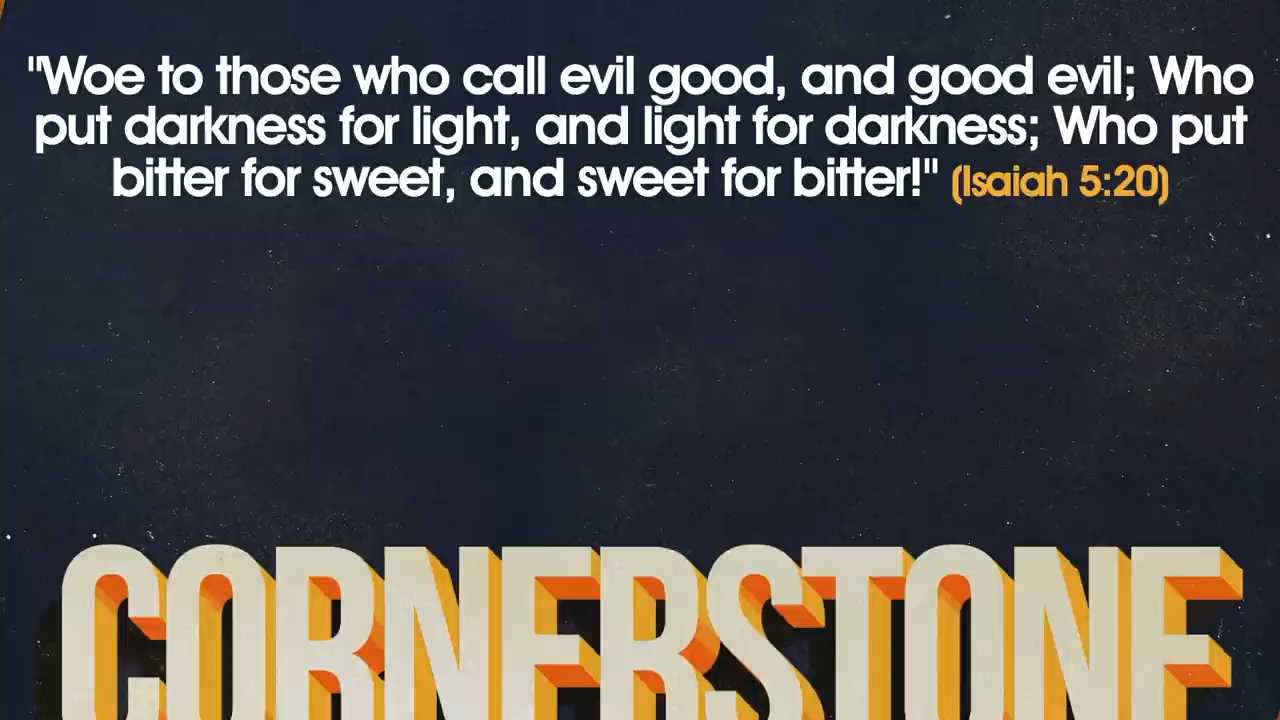 "Woe to those who call evil good, and good evil; Who
put darkness for light, and light for darkness; Who put
bitter for sweet, and sweet for bitter!" (Isaiah 5:20)
CORNERSTONE